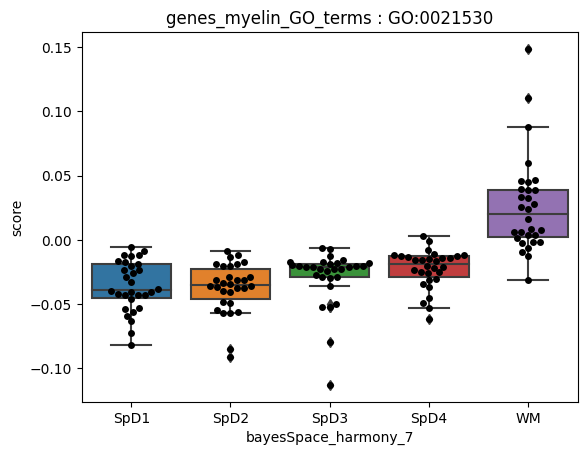 genes_myelin_GO_terms : GO:0021530
0.15
0.10
0.05
0.00
−0.05
−0.10
score
SpD1 SpD2 SpD3 SpD4 WM
bayesSpace_harmony_7